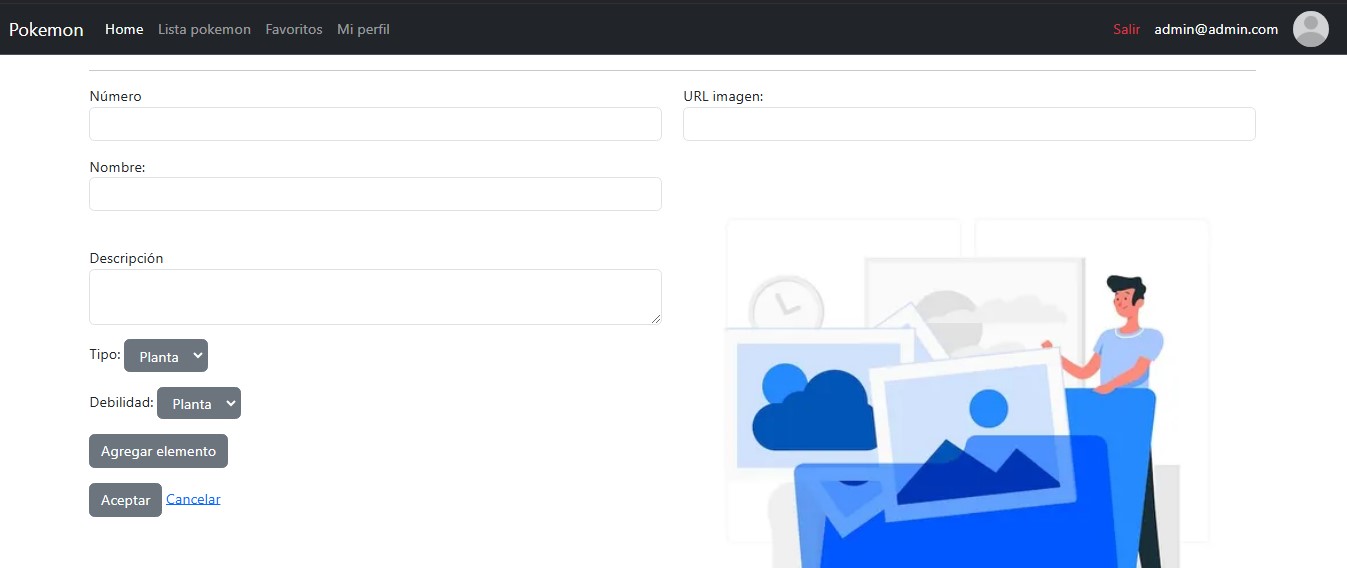 Pokemon Home Lista pokemon Favoritos Mi perfil Salir admin@admin.com
Número
URL imagen:
Nombre:
Descripción
Tipo: Planta
Debilidad: Planta
Agregar elemento
Aceptar Cancelar